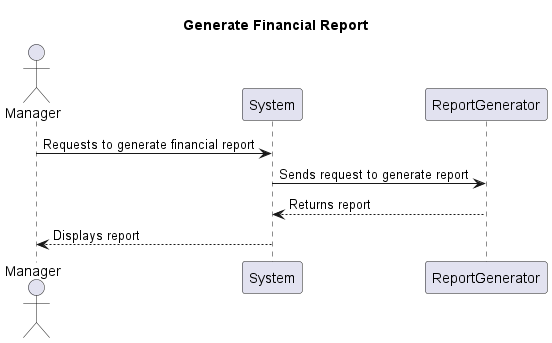 Generate Financial Report
Manager
System
ReportGenerator
Requests to generate financial report
Sends request to generate report
Returns report
Displays report
Manager
System
ReportGenerator